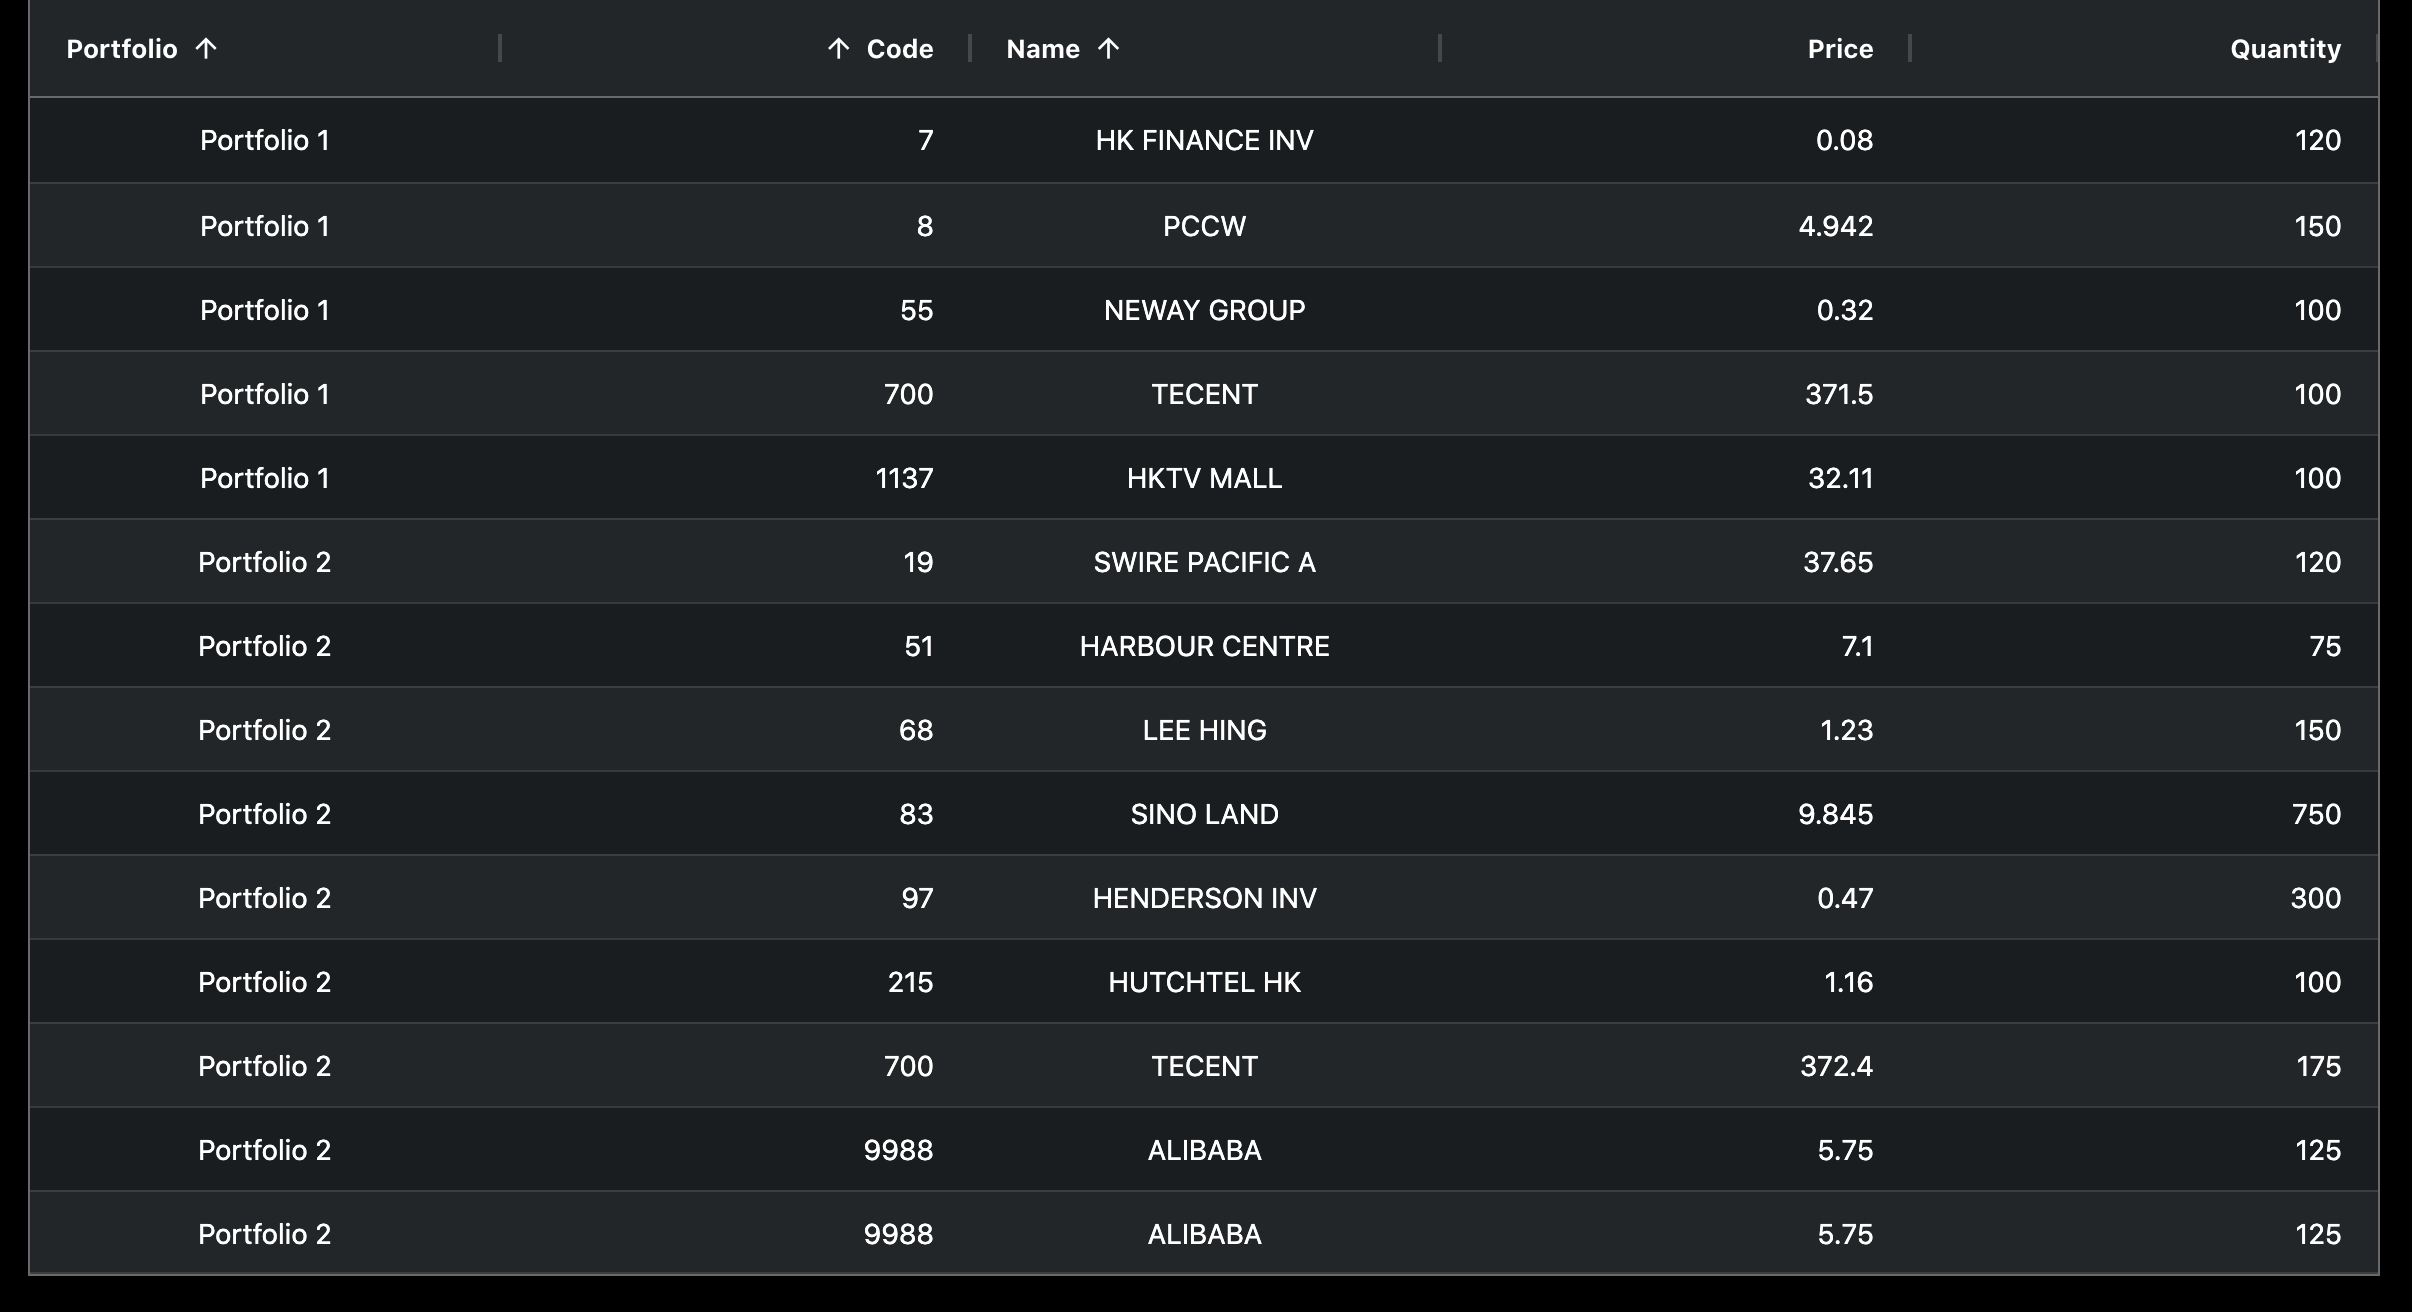 Portfolio ↑ ↑ Code Name ↑ Price Quantity
Portfolio 1 7 HK FINANCE INV 0.08 120
Portfolio 1 8 PCCW 4.942 150
Portfolio 1 55 NEWAY GROUP 0.32 100
Portfolio 1 700 TECENT 371.5 100
Portfolio 1 1137 HKTV MALL 32.11 100
Portfolio 2 19 SWIRE PACIFIC A 37.65 120
Portfolio 2 51 HARBOUR CENTRE 7.1 75
Portfolio 2 68 LEE HING 1.23 150
Portfolio 2 83 SINO LAND 9.845 750
Portfolio 2 97 HENDERSON INV 0.47 300
Portfolio 2 215 HUTCHTEL HK 1.16 100
Portfolio 2 700 TECENT 372.4 175
Portfolio 2 9988 ALIBABA 5.75 125
Portfolio 2 9988 ALIBABA 5.75 125